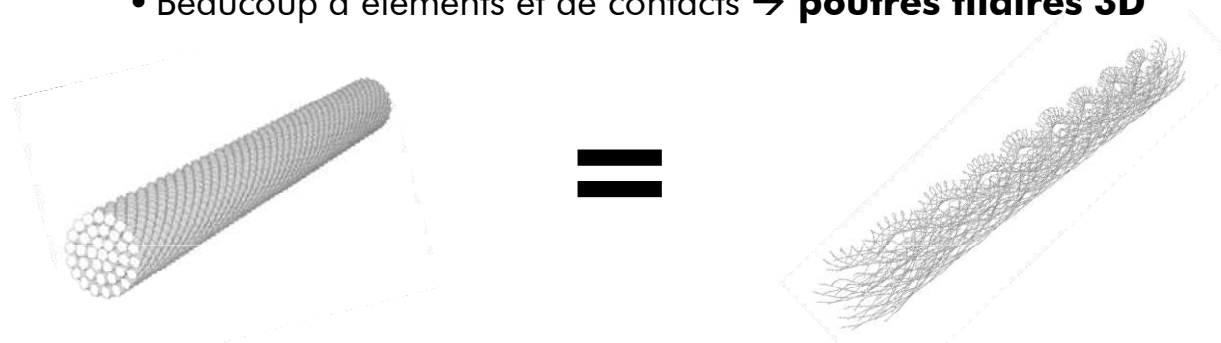 • Beaucoup d'éléments et de contacts → poutres filaires 3D
=